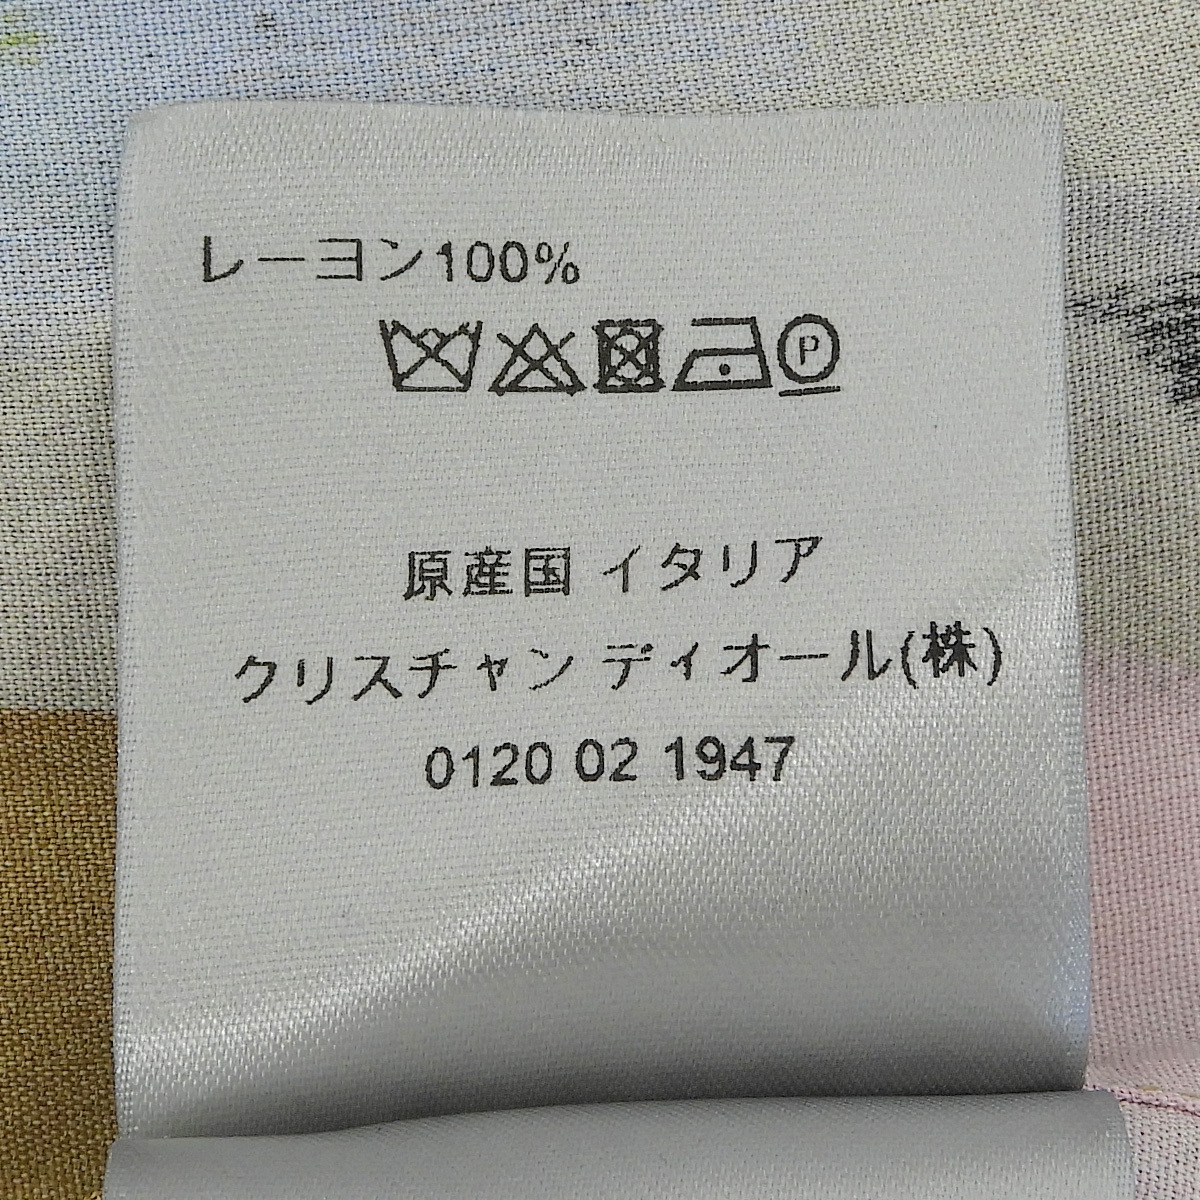 レーヨン100%
P
原産国 イタリア
クリスチャン ディオール(株)
0120 02 1947